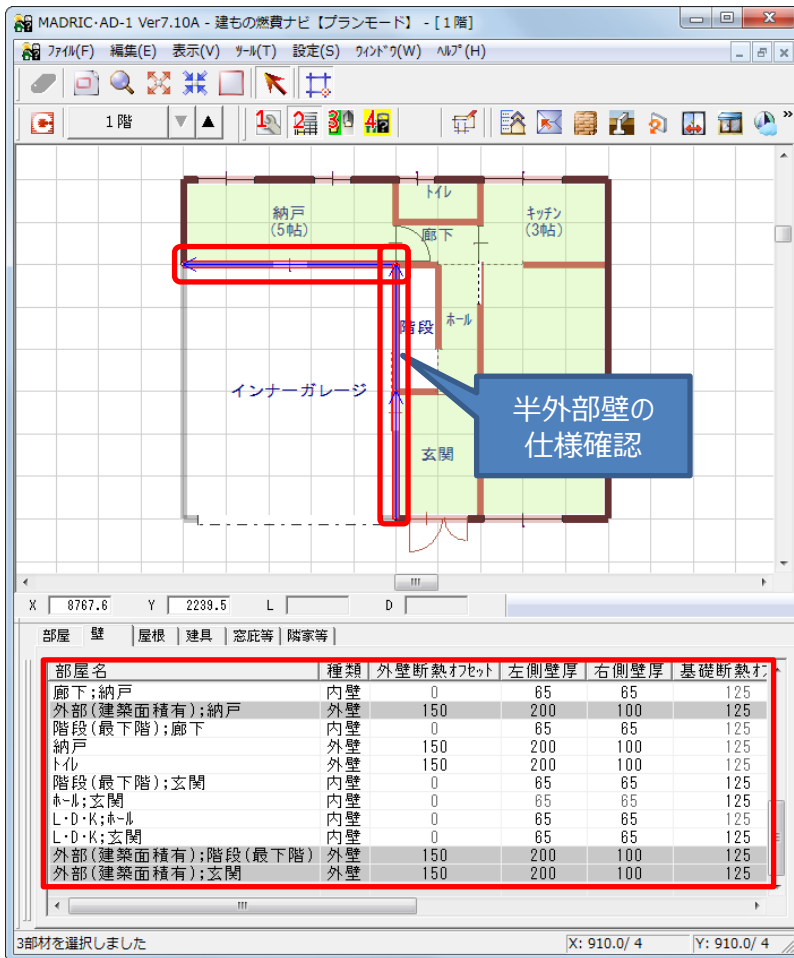 MADRIC･AD-1 Ver7.10A - 建もの燃費ナビ【プランモード】 - [1階]
ﾌｧｲﾙ(F) 編集(E) 表示(V) ﾂｰﾙ(T) 設定(S) ｳｨﾝﾄﾞｳ(W) ﾍﾙﾌﾟ(H)
1階
1 2 3 4
トイレ
納戸
(5帖)
キッチン
(3帖)
廊下
階段
ホール
インナーガレージ
半外部壁の
仕様確認
玄関
X 8767.6 Y 2239.5 L D
部屋 壁 屋根 建具 窓庇等 隣家等
部屋名 種類 外壁断熱ｵﾌｾｯﾄ 左側壁厚 右側壁厚 基礎断熱ｵﾌ
廊下;納戸 内壁 0 65 65 125
外部(建築面積有);納戸 外壁 150 200 100 125
階段(最下階);廊下 内壁 0 65 65 125
納戸 外壁 150 200 100 125
ﾄｲﾚ 外壁 150 200 100 125
階段(最下階);玄関 内壁 0 65 65 125
ﾎｰﾙ;玄関 内壁 0 65 65 125
L･D･K;ﾎｰﾙ 内壁 0 65 65 125
L･D･K;玄関 内壁 0 65 65 125
外部(建築面積有);階段(最下階) 外壁 150 200 100 125
外部(建築面積有);玄関 外壁 150 200 100 125
3部材を選択しました X: 910.0/ 4 Y: 910.0/ 4